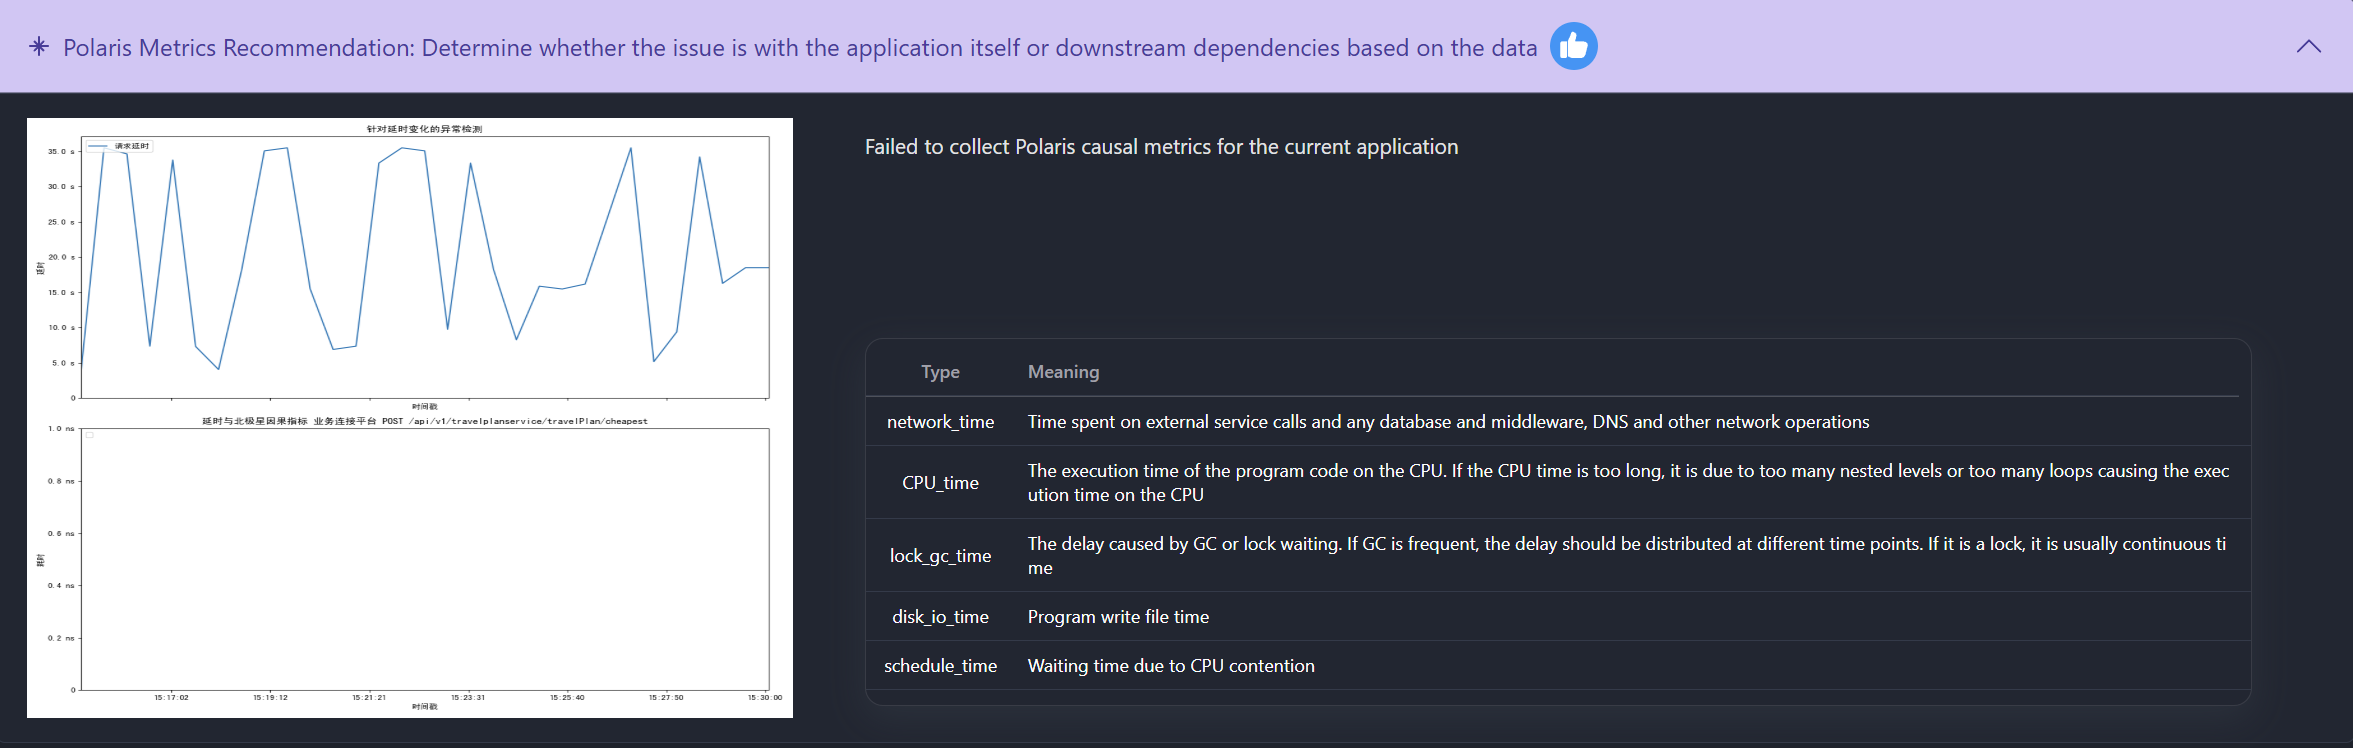 Polaris Metrics Recommendation: Determine whether the issue is with the application itself or downstream dependencies based on the data
针对延时变化的异常检测
请求延时
35.0 s
30.0 s
25.0 s
20.0 s
15.0 s
10.0 s
5.0 s
0
延时
时间戳
延时与北极星因果指标 业务连接平台 POST /api/v1/travelplanservice/travelPlan/cheapest
1.0 ns
0.8 ns
0.6 ns
0.4 ns
0.2 ns
0
耗时
15:17:02 15:19:12 15:21:21 15:23:31 15:25:40 15:27:50 15:30:00
时间戳
Failed to collect Polaris causal metrics for the current application
Type Meaning
network_time Time spent on external service calls and any database and middleware, DNS and other network operations
CPU_time The execution time of the program code on the CPU. If the CPU time is too long, it is due to too many nested levels or too many loops causing the exec
ution time on the CPU
lock_gc_time The delay caused by GC or lock waiting. If GC is frequent, the delay should be distributed at different time points. If it is a lock, it is usually continuous ti
me
disk_io_time Program write file time
schedule_time Waiting time due to CPU contention